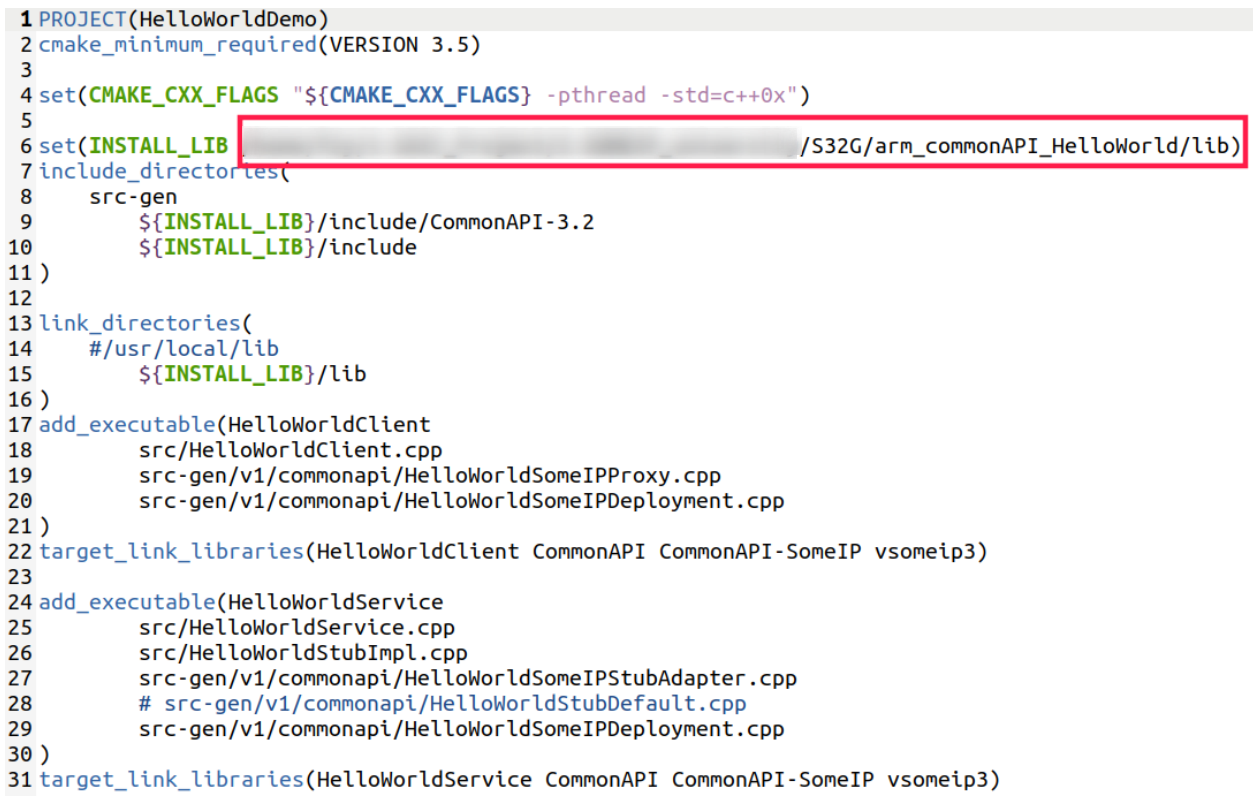 1 PROJECT(HelloWorldDemo)
2 cmake_minimum_required(VERSION 3.5)
3
4 set(CMAKE_CXX_FLAGS "${CMAKE_CXX_FLAGS} -pthread -std=c++0x")
5
6 set(INSTALL_LIB /S32G/arm_commonAPI_HelloWorld/lib)
7 include_directories(
8 src-gen
9 ${INSTALL_LIB}/include/CommonAPI-3.2
10 ${INSTALL_LIB}/include
11 )
12
13 link_directories(
14 #/usr/local/lib
15 ${INSTALL_LIB}/lib
16 )
17 add_executable(HelloWorldClient
18 src/HelloWorldClient.cpp
19 src-gen/v1/commonapi/HelloWorldSomeIPProxy.cpp
20 src-gen/v1/commonapi/HelloWorldSomeIPDeployment.cpp
21 )
22 target_link_libraries(HelloWorldClient CommonAPI CommonAPI-SomeIP vsomeip3)
23
24 add_executable(HelloWorldService
25 src/HelloWorldService.cpp
26 src/HelloWorldStubImpl.cpp
27 src-gen/v1/commonapi/HelloWorldSomeIPStubAdapter.cpp
28 # src-gen/v1/commonapi/HelloWorldStubDefault.cpp
29 src-gen/v1/commonapi/HelloWorldSomeIPDeployment.cpp
30 )
31 target_link_libraries(HelloWorldService CommonAPI CommonAPI-SomeIP vsomeip3)